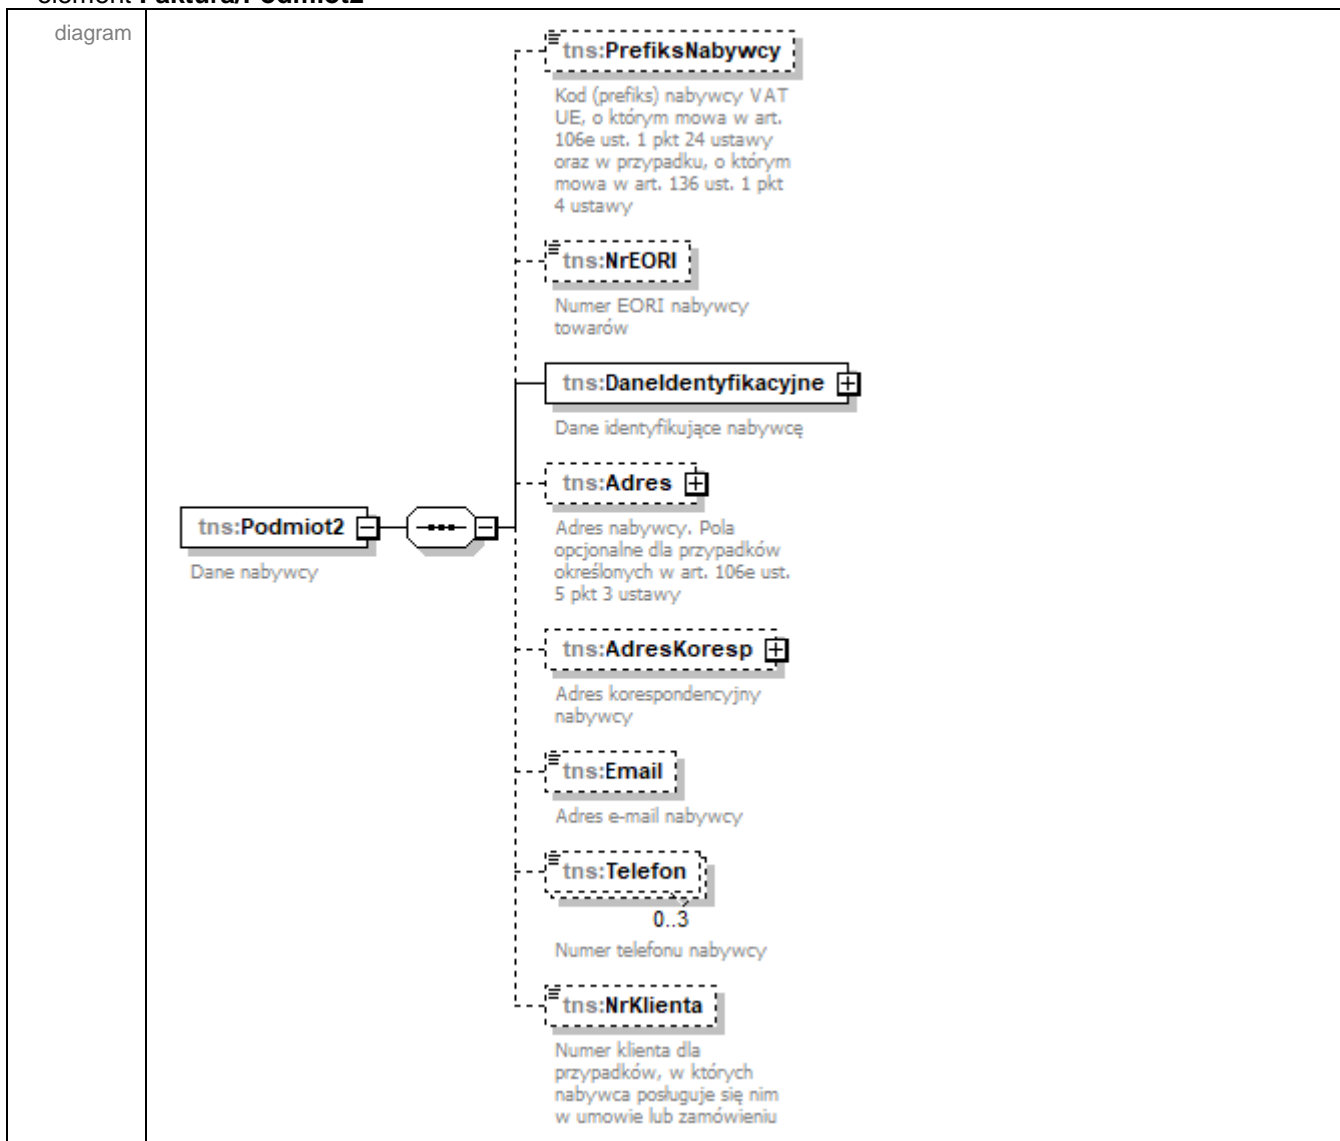 element Faktura/Podmiot2
diagram
tns:PrefiksNabywcy
Kod (prefiks) nabywcy VAT
UE, o którym mowa w art.
106e ust. 1 pkt 24 ustawy
oraz w przypadku, o którym
mowa w art. 136 ust. 1 pkt
4 ustawy
tns:NrEORI
Numer EORI nabywcy
towarów
tns:DaneIdentyfikacyjne
Dane identyfikujące nabywcę
tns:Adres
Adres nabywcy. Pola
opcjonalne dla przypadków
określonych w art. 106e ust.
5 pkt 3 ustawy
tns:Podmiot2
Dane nabywcy
tns:AdresKoresp
Adres korespondencyjny
nabywcy
tns:Email
Adres e-mail nabywcy
tns:Telefon
0..3
Numer telefonu nabywcy
tns:NrKlienta
Numer klienta dla
przypadków, w których
nabywca posługuje się nim
w umowie lub zamówieniu